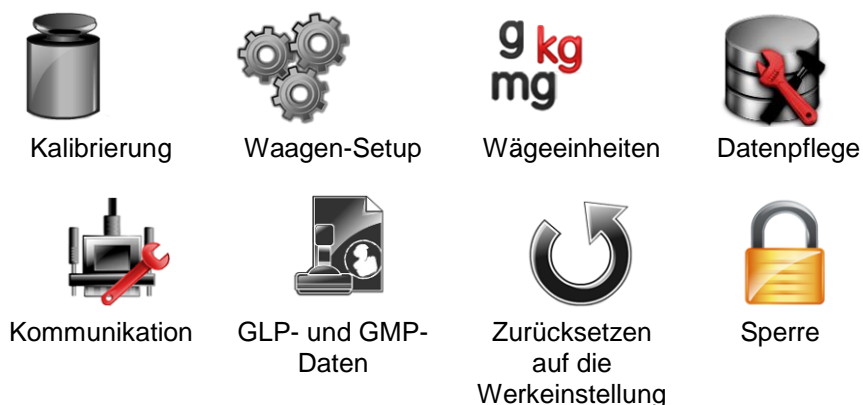 g kg
mg
Kalibrierung
Waagen-Setup
Wägeeinheiten
Datenpflege
Kommunikation
GLP- und GMP-
Daten
Zurücksetzen
auf die
Werkeinstellung
Sperre